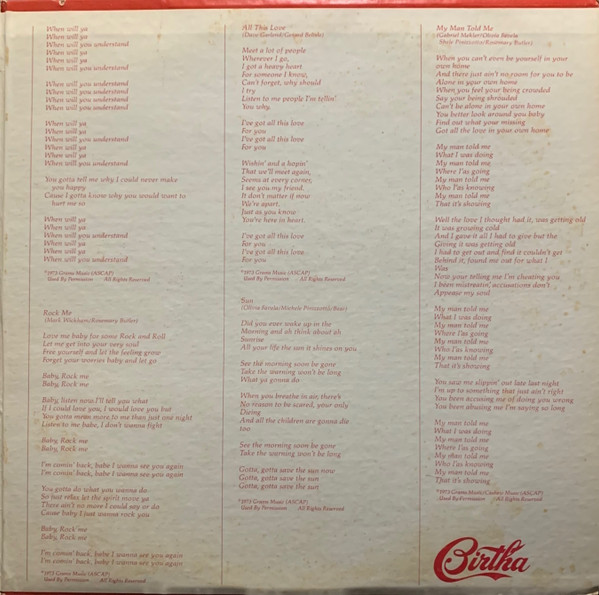 When will ya
When will ya
When will you understand
When will ya
When will ya
When will you understand
When will you understand
When will you understand
When will you understand
When will you understand
When will ya
When will ya
When will you understand
When will ya
When will ya
When will you understand
You gotta tell me why I could never make
you happy
Cause I gotta know why you would want to
hurt me so
When will ya
When will ya
When will you understand
When will ya
When will ya
When will you understand
©1973 Grama Music (ASCAP)
Used By Permission All Rights Reserved
Rock Me
(Mark Wickham/Rosemary Butler)
Love me baby for some Rock and Roll
Let me get into your very soul
Free yourself and let the feeling grow
Forget your worries baby and let go
Baby, Rock me
Baby Rock me
Baby, listen now I'll tell you what
If I could love you, I would love you but
You gotta mean more to me than just one night
Listen to me babe, I don't wanna fight
Baby Rock me
Baby Rock me
I'm comin' back, babe I wanna see you again
I'm comin' back, babe I wanna see you again
You gotta do what you wanna do
So just relax let the spirit move ya
There ain't no more I could say or do
Cause baby I just wanna rock you
Baby Rock me
Baby, Rock me
I'm comin' back, babe I wanna see you again
I'm comin' back, babe I wanna see you again
©1973 Grama Music (ASCAP)
Used By Permission All Rights Reserved
All This Love
(Dave Garland/Gerard
Meet a lot of people
Wherever I go,
I got a heavy heart
For someone I know,
Can't forget, why should
I try
Listen to me people I'm tellin'
You why
I've got all this love
For you
I've got all this love
For you
Wishin' and a hopin'
That we'll meet again,
Seems at every corner,
I see you my friend.
It don't matter if now
We're apart.
Just as you know
You're here in heart.
I've got all this love
For you
I've got all this love
For you
©1973 Grama Music (ASCAP)
Used By Permission All Rights Reserved
Sun
(Olivia Favela/Michele
Did you ever wake up in the
Morning and ah think about ah
Sunrise
All your life the sun it shines on you
See the morning soon be gone
Take the warning won't be long
What ya gonna do
When you breathe in air, there's
No reason to be scared, your only
Dieing
And all the children are gonna die
too
See the morning soon be gone
Take the warning won't be long
Gotta, gotta save the sun now
Gotta, gotta save the sun
Gotta, gotta save the sun
©1973 Grama Music (ASCAP)
Used By Permission All Rights Reserved
My Man Told Me
(Gabriel Mekler/Olivia Favela
Shele Pinizzotto/Rosemary Butler)
When you can't even be yourself in your
own home
And there just ain't no room for you to be
Alone in your own home
When you feel your being crowded
Say your being shrouded
Can't be alone in your own home
You better look around you baby
Find out what your missing
Got all the love in your own home
My man told me
What I was doing
My man told me
Where I'as going
My man told me
Who I'as knowing
My man told me
That it's showing
Well the love I thought had it, was getting old
It was growing cold
And I gave it all I had to give but the
Giving it was getting old
I had to get out and find it couldn't get
Behind it, found me out for what I
Was
Now your telling me I'm cheating you
I been mistreatin', accusations don't
Appease my soul
My man told me
What I was doing
My man told me
Where I'as going
My man told me
Who I'as knowing
My man told me
That it's showing
You saw me slippin' out late last night
I'm up to something that just ain't right
You been accusing me of doing you wrong
You been abusing me I'm saying so long
My man told me
What I was doing
My man told me
Where I'as going
My man told me
Who I'as knowing
My man told me
That it's showing
©1973 Grama Music/Cashew Music (ASCAP)
Used By Permission All Rights Reserved
Birtha